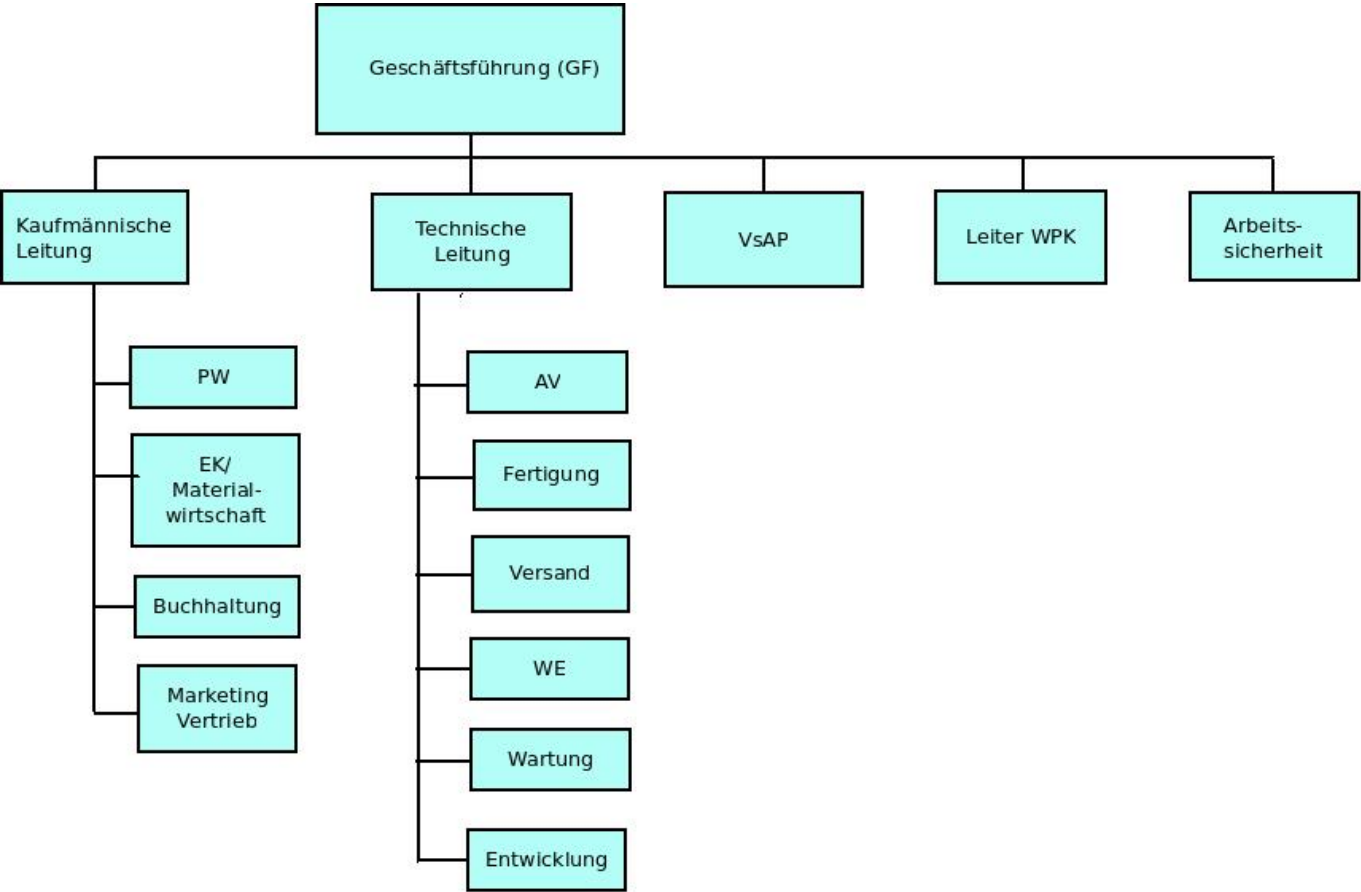 Geschäftsführung (GF)
Kaufmännische
Leitung
Technische
Leitung
VsAP
Leiter WPK
Arbeits-
sicherheit
PW
EK/
Material-
wirtschaft
Buchhaltung
Marketing
Vertrieb
AV
Fertigung
Versand
WE
Wartung
Entwicklung